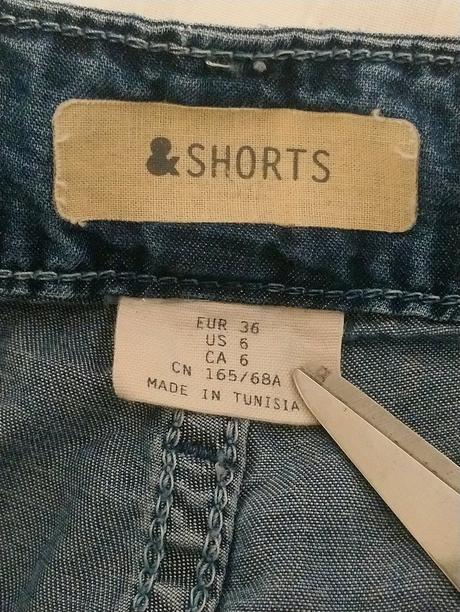 &SHORTS
EUR 36
US 6
CA 6
CN 165/68A
MADE IN TUNISIA